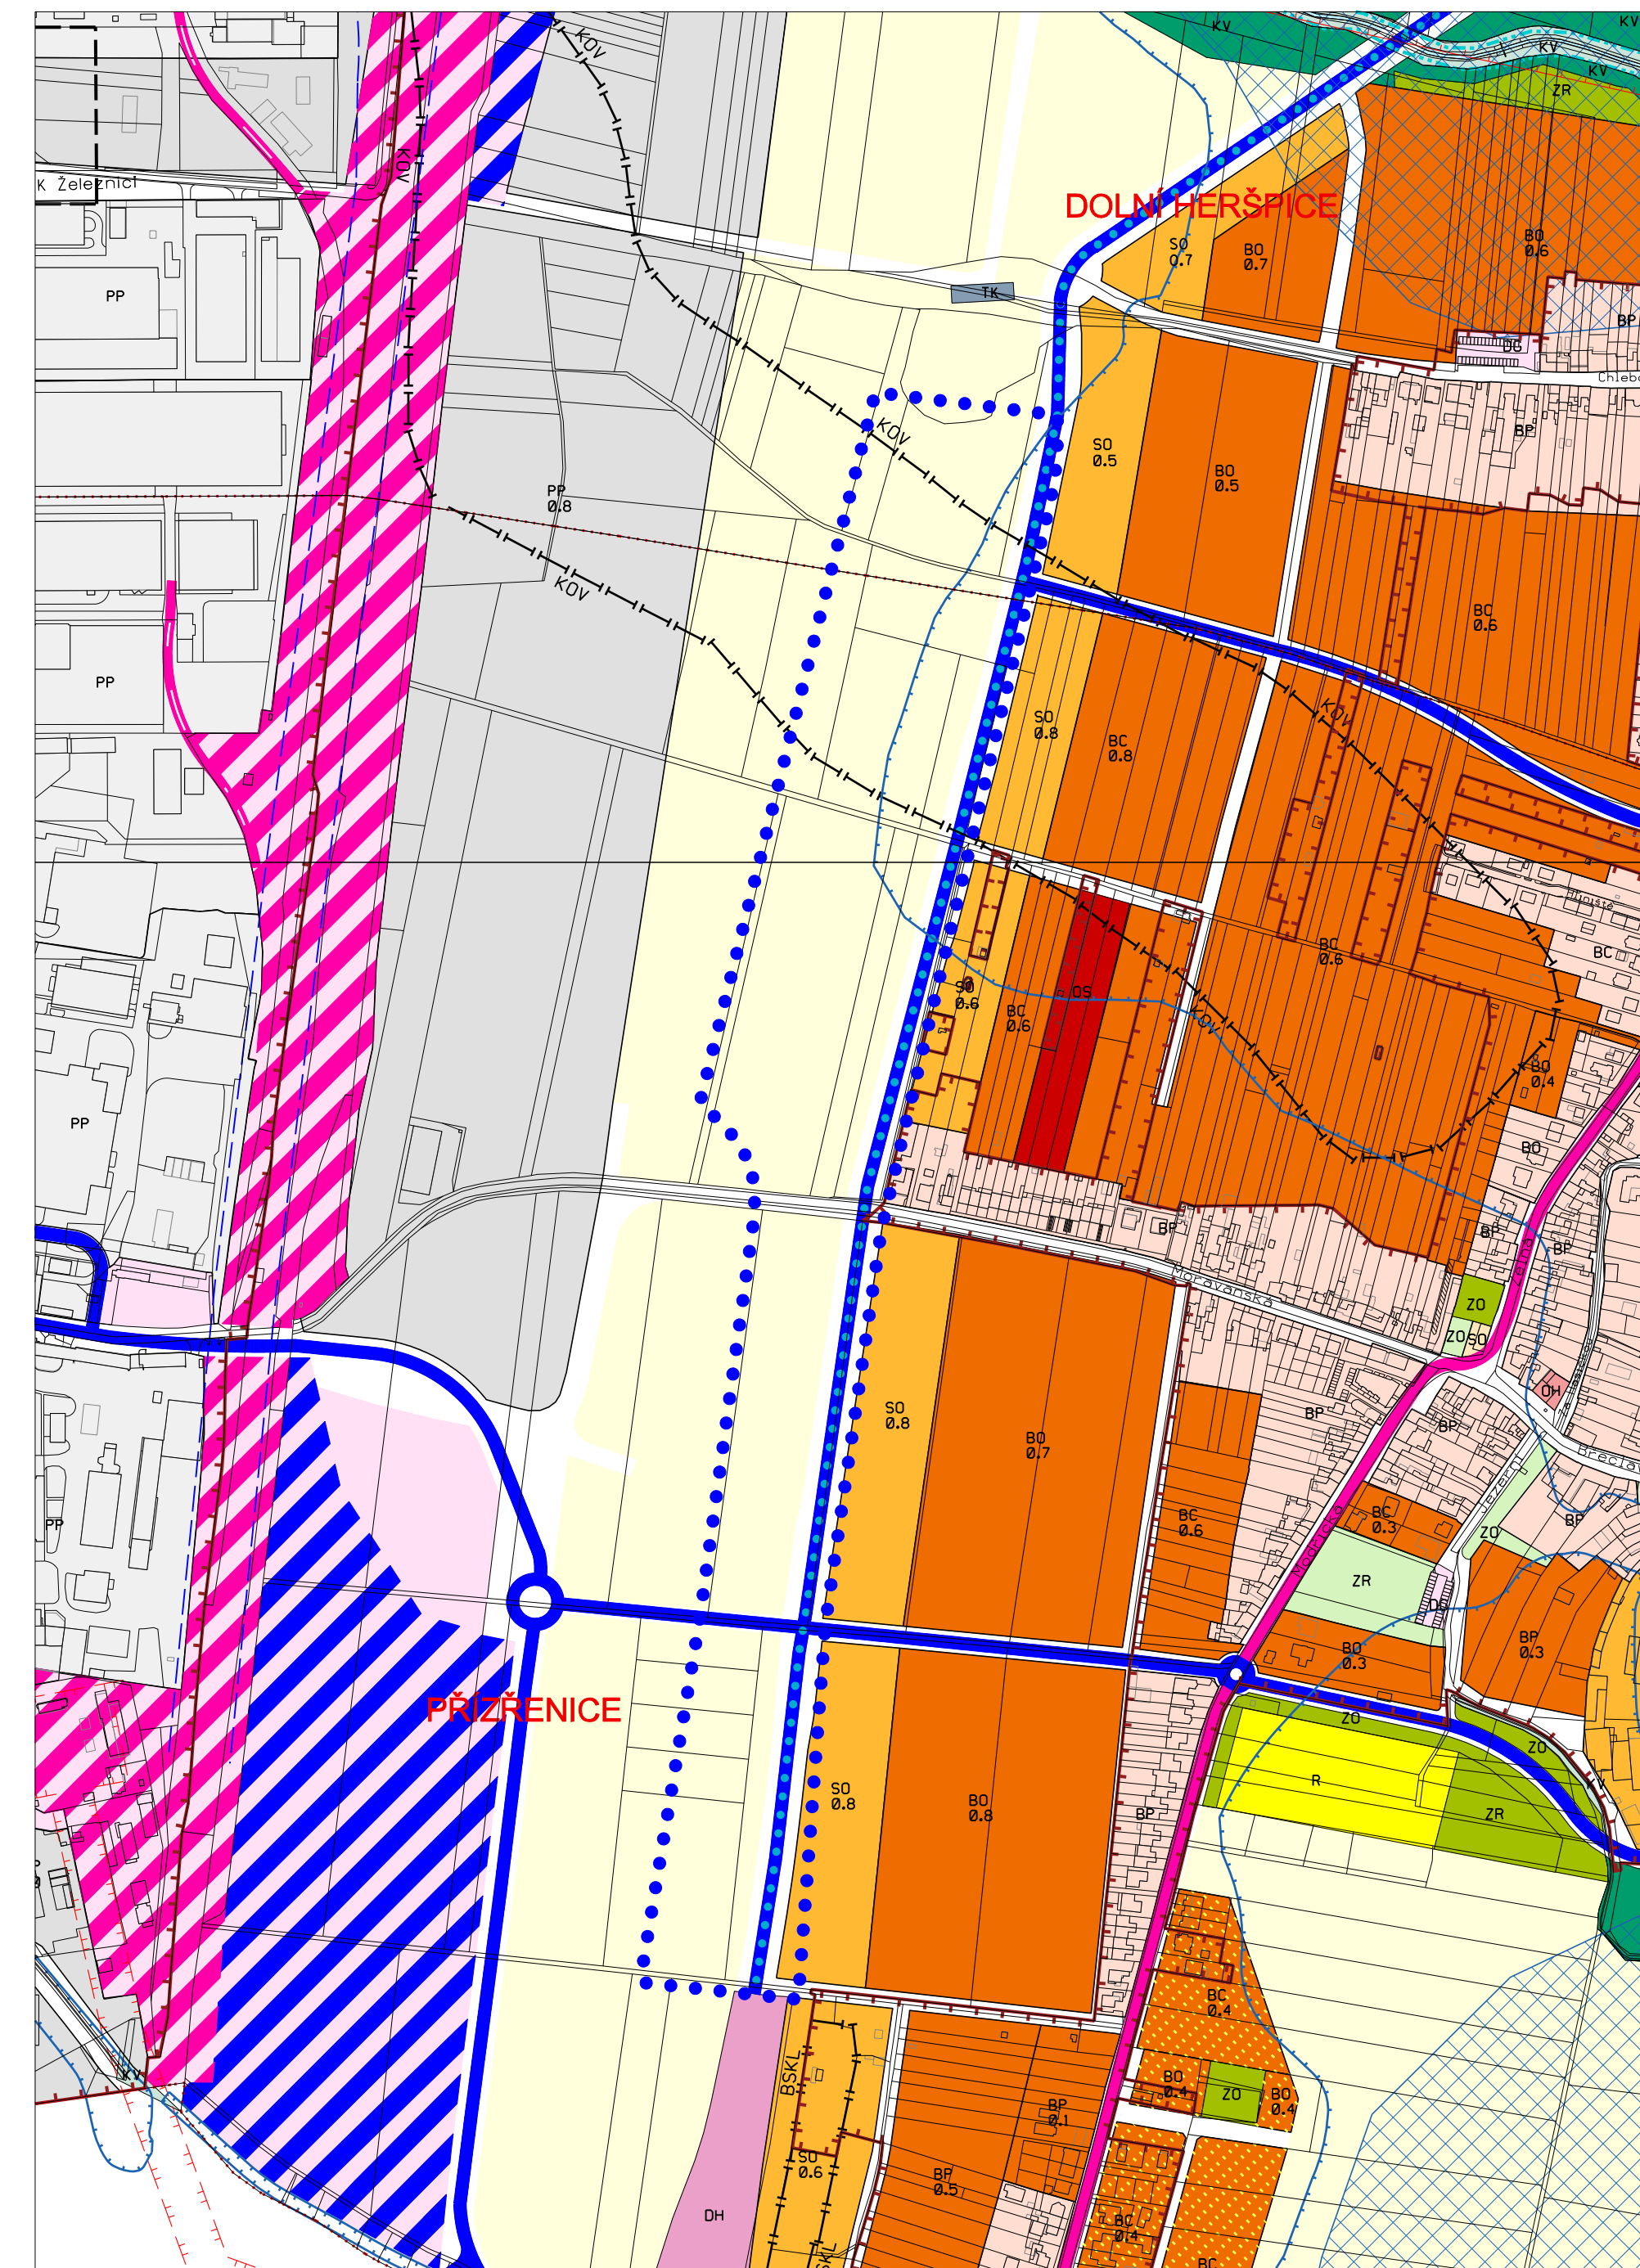 KV
KV
KV
KV
KOV
ZR
KOV
K Železnici
DOLNÍ HERŠPICE
SO
0.7
BO
0.7
BO
0.6
PP
TK
BP
DG
Chlebo
KOV
BP
SO
0.5
BO
0.5
PP
0.8
KOV
BC
0.6
PP
SO
0.8
BC
0.8
KOV
BC
0.6
BC
SO
0.6
BC
0.6
OS
KOV
BO
0.4
PP
BO
BP
BP
BP
Zelná
Moravanská
ZO
ZO
SO
OH
SO
0.8
BO
0.7
BP
BP
BC
0.6
BC
0.3
PP
ZO
BP
Modřická
ZR
DG
BO
0.3
BP
0.3
PŘÍZŘENICE
ZO
ZO
KV
R
ZR
SO
0.8
BO
0.8
BP
BC
0.4
KV
BSKL
BO
0.4
ZO
BO
0.4
BP
0.1
SO
0.6
BP
0.5
DH
BC
0.4
BC